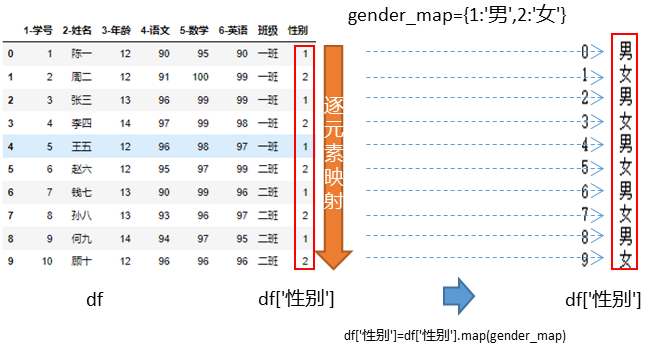 gender_map={1:'男',2:'女'}
1-学号 2-姓名 3-年龄 4-语文 5-数学 6-英语 班级 性别
0 1 陈一 12 90 95 90 一班 1
1 2 周二 12 91 100 99 一班 2
2 3 张三 13 96 99 99 一班 1
3 4 李四 14 97 99 98 一班 2
4 5 王五 12 96 98 97 一班 1
5 6 赵六 12 95 97 99 二班 2
6 7 钱七 13 90 99 96 二班 1
7 8 孙八 13 93 96 97 二班 2
8 9 何九 14 94 97 95 二班 1
9 10 顾十 12 96 96 96 二班 2
逐元素映射
0> 男
1> 女
2> 男
3> 女
4> 男
5> 女
6> 男
7> 女
8> 男
9> 女
df
df['性别']
df['性别']
df['性别']=df['性别'].map(gender_map)